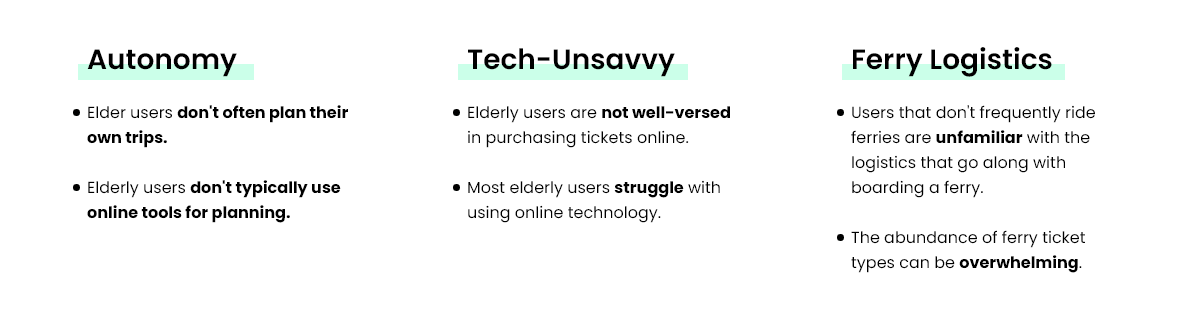 Autonomy
Elder users don't often plan their
own trips.
Elderly users don't typically use
online tools for planning.
Tech-Unsavvy
Elderly users are not well-versed
in purchasing tickets online.
Most elderly users struggle with
using online technology.
Ferry Logistics
Users that don't frequently ride
ferries are unfamiliar with the
logistics that go along with
boarding a ferry.
The abundance of ferry ticket
types can be overwhelming.